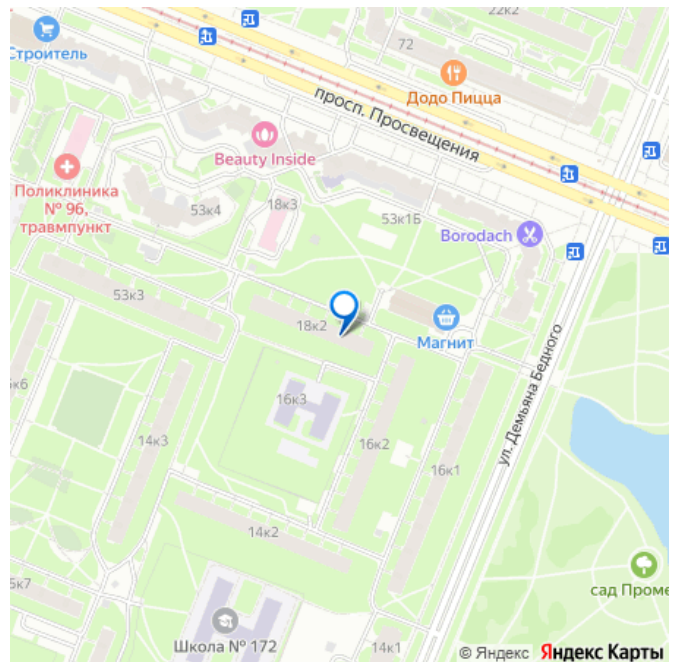 22к2
72
Строитель
Додо Пицца
просп. Просвещения
Beauty Inside
Поликлиника
№ 96,
травмпункт
53к4
18к3
53к1Б
Borodach
53к3
18к2
Магнит
ул. Демьяна Бедного
к6
16к3
14к3
16к2
16к1
14к2
5к7
сад Проме
Школа № 172
14к1
© Яндекс Яндекс Карты